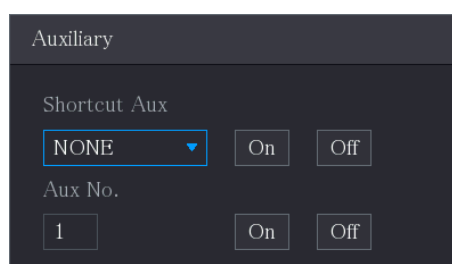 Auxiliary
Shortcut Aux
NONE On Off
Aux No.
1 On Off